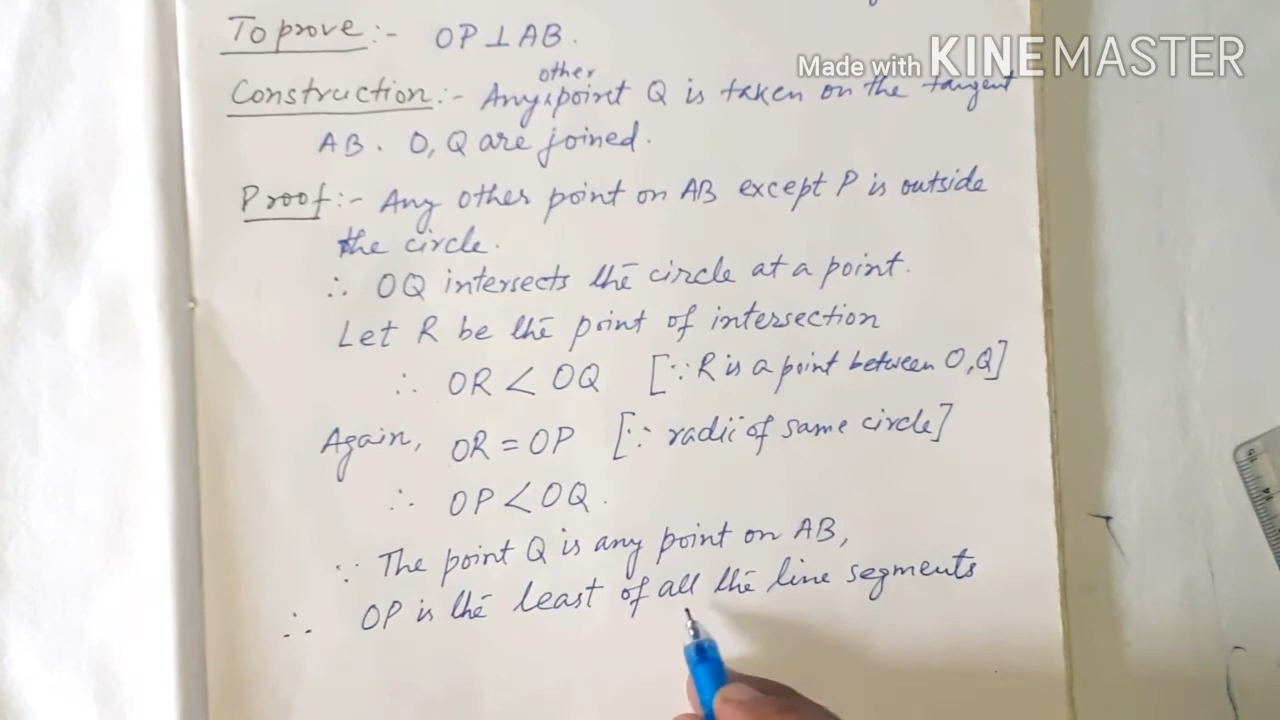 To prove :- OP ⊥ AB.
Made with KINEMASTER
Construction :- Any other point Q is taken on the tangent
AB. O, Q are joined.
Proof :- Any other point on AB except P is outside
the circle.
∴ OQ intersects the circle at a point.
Let R be the point of intersection
∴ OR < OQ [∵ R is a point between O, Q]
Again, OR = OP [∵ radii of same circle]
∴ OP < OQ.
∵ The point Q is any point on AB,
∴ OP is the least of all the line segments